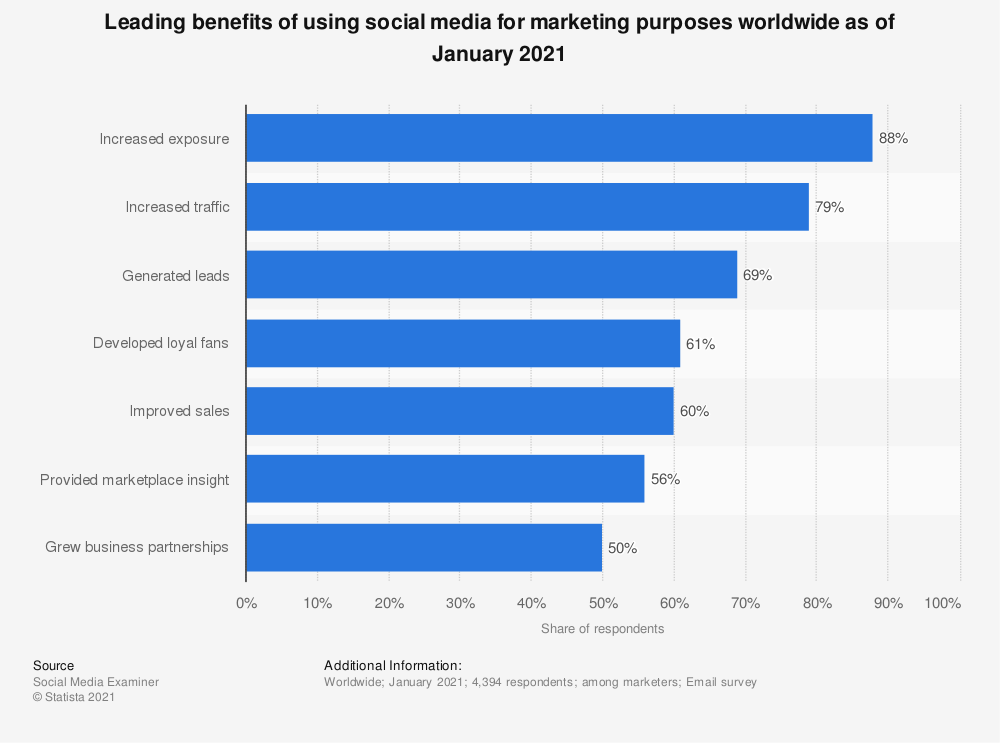 Leading benefits of using social media for marketing purposes worldwide as of
January 2021
Increased exposure 88%
Increased traffic 79%
Generated leads 69%
Developed loyal fans 61%
Improved sales 60%
Provided marketplace insight 56%
Grew business partnerships 50%
0% 10% 20% 30% 40% 50% 60% 70% 80% 90% 100%
Share of respondents
Source
Social Media Examiner
© Statista 2021
Additional Information:
Worldwide; January 2021; 4,394 respondents; among marketers; Email survey